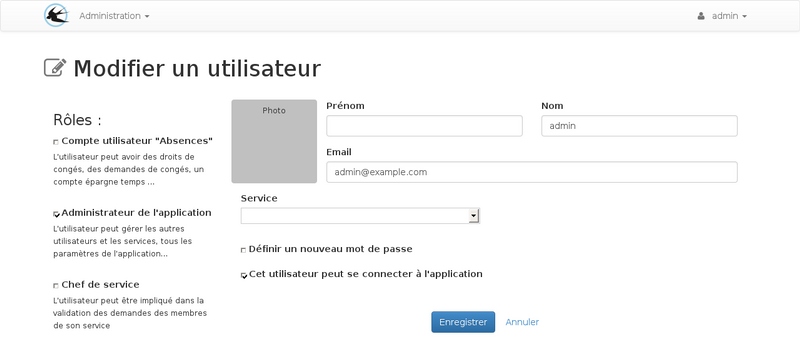 Administration
admin
Modifier un utilisateur
Rôles :
Compte utilisateur "Absences"
L'utilisateur peut avoir des droits de
congés, des demandes de congés, un
compte épargne temps ...
Administrateur de l'application
L'utilisateur peut gérer les autres
utilisateurs et les services, tous les
paramètres de l'application...
Chef de service
L'utilisateur peut être impliqué dans la
validation des demandes des membres
de son service
Photo
Prénom
Nom
admin
Email
admin@example.com
Service
Définir un nouveau mot de passe
Cet utilisateur peut se connecter à l'application
Enregistrer
Annuler